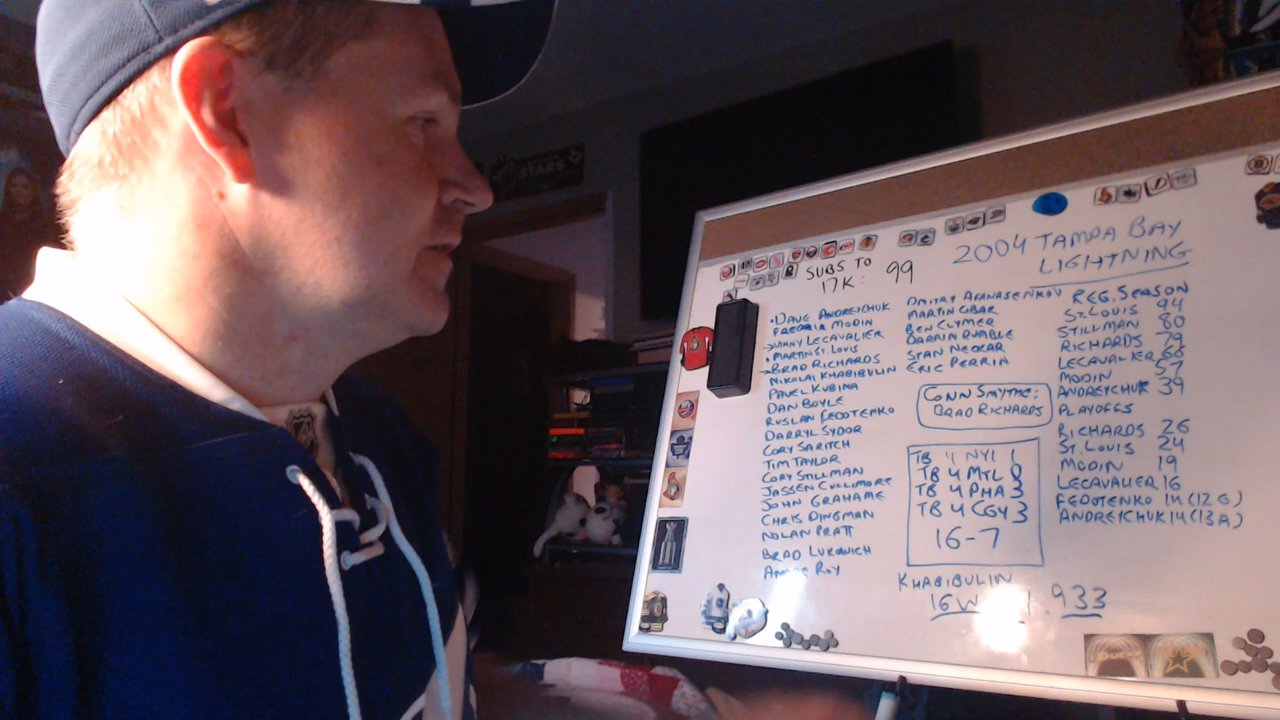 STARS
SUBS TO
17K: 99
2004 TAMPA BAY
LIGHTNING
• DAVE ANDREYCHUK
FREDRIK MODIN
→ VINNY LECAVALIER
• MARTIN ST. LOUIS
→ BRAD RICHARDS
NIKOLAI KHABIBULIN
PAVEL KUBINA
DAN BOYLE
RUSLAN FEDOTENKO
DARRYL SYDOR
CORY SARITCH
TIM TAYLOR
CORY STILLMAN
JASSEN CULLIMORE
JOHN GRAHAME
CHRIS DINGMAN
NOLAN PRATT
BRAD LUKOWICH
ROY
DMITRY AFANASENKOV
MARTIN CIBAK
BEN CLYMER
STAN NECKAR
ERIC PERRIN
CONN SMYTHE:
BRAD RICHARDS
TB 4 NYI 1
TB 4 MTL 0
TB 4 PHA 3
TB 4 CGY 3
16-7
KHABIBULIN
16W .933
REG. SEASON
ST. LOUIS 94
STILLMAN 80
RICHARDS 79
LECAVALIER 66
MODIN 57
ANDREYCHUK 39
PLAYOFFS
RICHARDS 26
ST. LOUIS 24
MODIN 19
LECAVALIER 16
FEDOTENKO 14 (12 G)
ANDREYCHUK 14 (13 A)